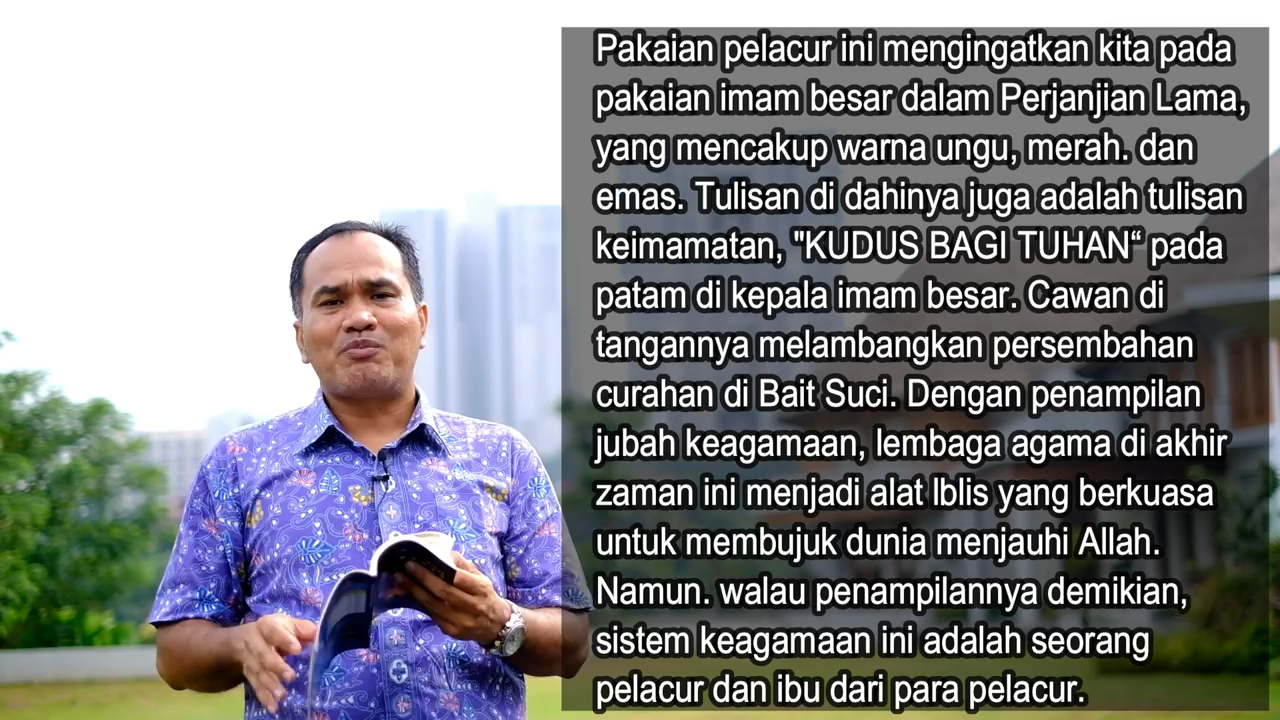 Pakaian pelacur ini mengingatkan kita pada
pakaian imam besar dalam Perjanjian Lama,
yang mencakup warna ungu, merah. dan
emas. Tulisan di dahinya juga adalah tulisan
keimamatan, "KUDUS BAGI TUHAN“ pada
patam di kepala imam besar. Cawan di
tangannya melambangkan persembahan
curahan di Bait Suci. Dengan penampilan
jubah keagamaan, lembaga agama di akhir
zaman ini menjadi alat Iblis yang berkuasa
untuk membujuk dunia menjauhi Allah.
Namun. walau penampilannya demikian,
sistem keagamaan ini adalah seorang
pelacur dan ibu dari para pelacur.